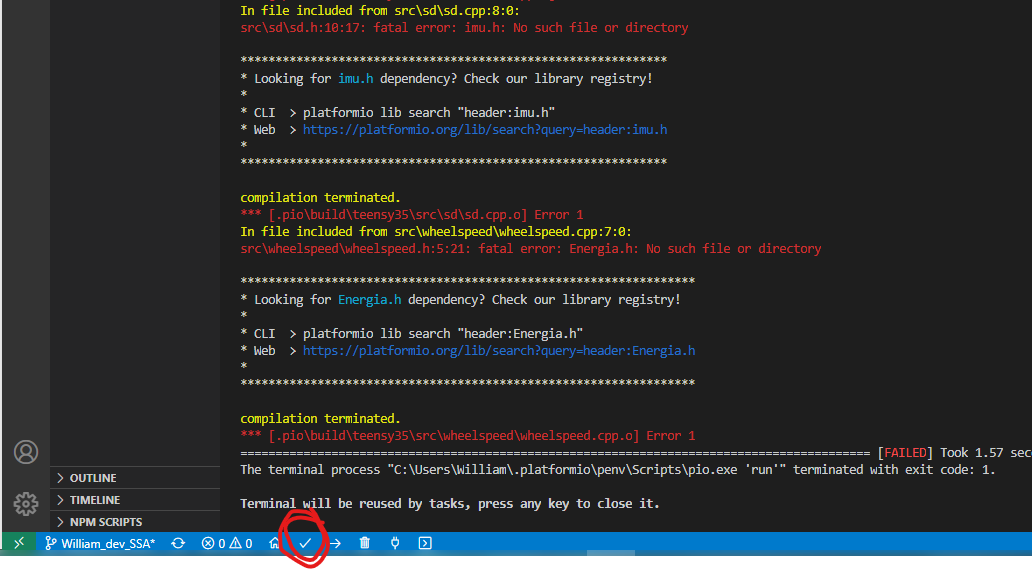 In file included from src\sd\sd.cpp:8:0:
src\sd\sd.h:10:17: fatal error: imu.h: No such file or directory
*************************************************************
* Looking for imu.h dependency? Check our library registry!
*
* CLI  > platformio lib search "header:imu.h"
* Web  > https://platformio.org/lib/search?query=header:imu.h
*
*************************************************************
compilation terminated.
*** [.pio\build\teensy35\src\sd\sd.cpp.o] Error 1
In file included from src\wheelspeed\wheelspeed.cpp:7:0:
src\wheelspeed\wheelspeed.h:5:21: fatal error: Energia.h: No such file or directory
*****************************************************************
* Looking for Energia.h dependency? Check our library registry!
*
* CLI  > platformio lib search "header:Energia.h"
* Web  > https://platformio.org/lib/search?query=header:Energia.h
*
*****************************************************************
compilation terminated.
*** [.pio\build\teensy35\src\wheelspeed\wheelspeed.cpp.o] Error 1
========================================================================================== [FAILED] Took 1.57 sec
The terminal process "C:\Users\William\.platformio\penv\Scripts\pio.exe 'run'" terminated with exit code: 1.
Terminal will be reused by tasks, press any key to close it.
OUTLINE
TIMELINE
NPM SCRIPTS
William_dev_SSA* 0 0